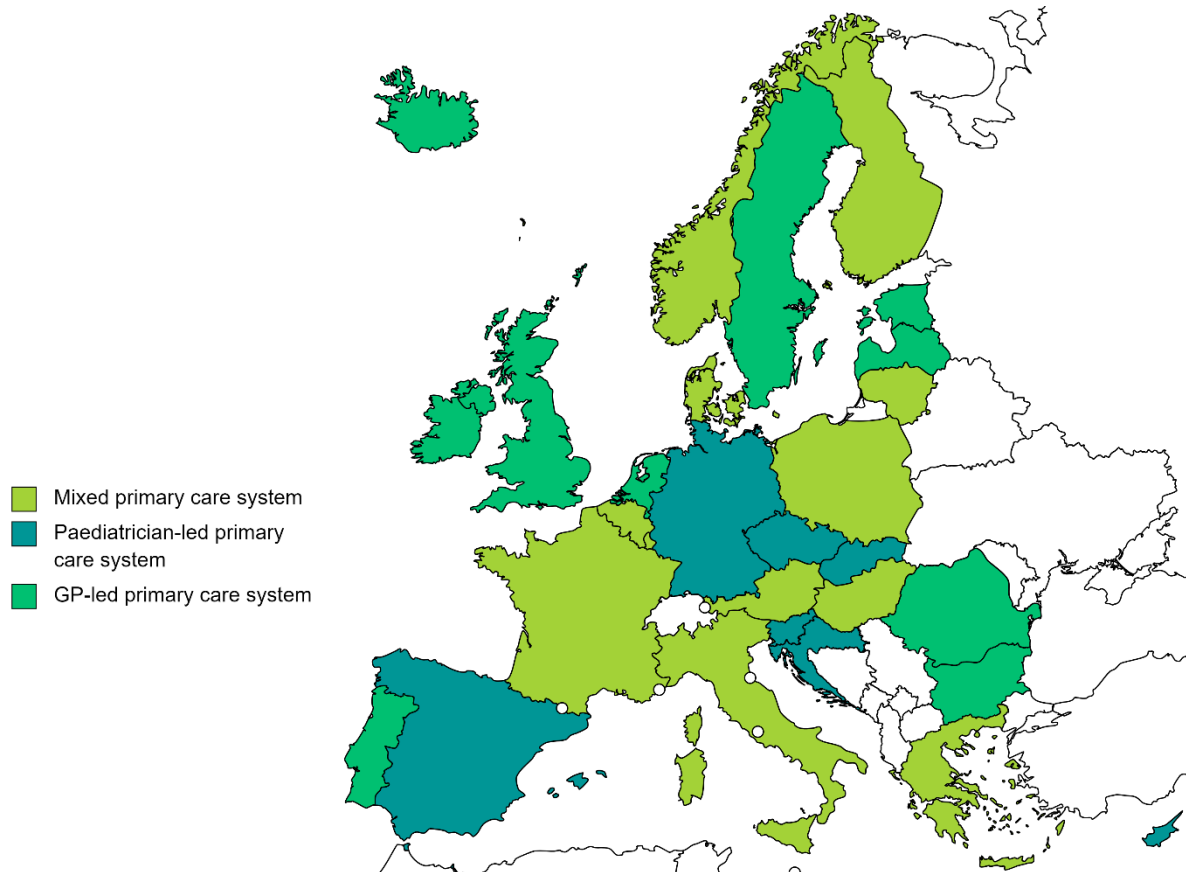 Mixed primary care system
Paediatrician-led primary
care system
GP-led primary care system